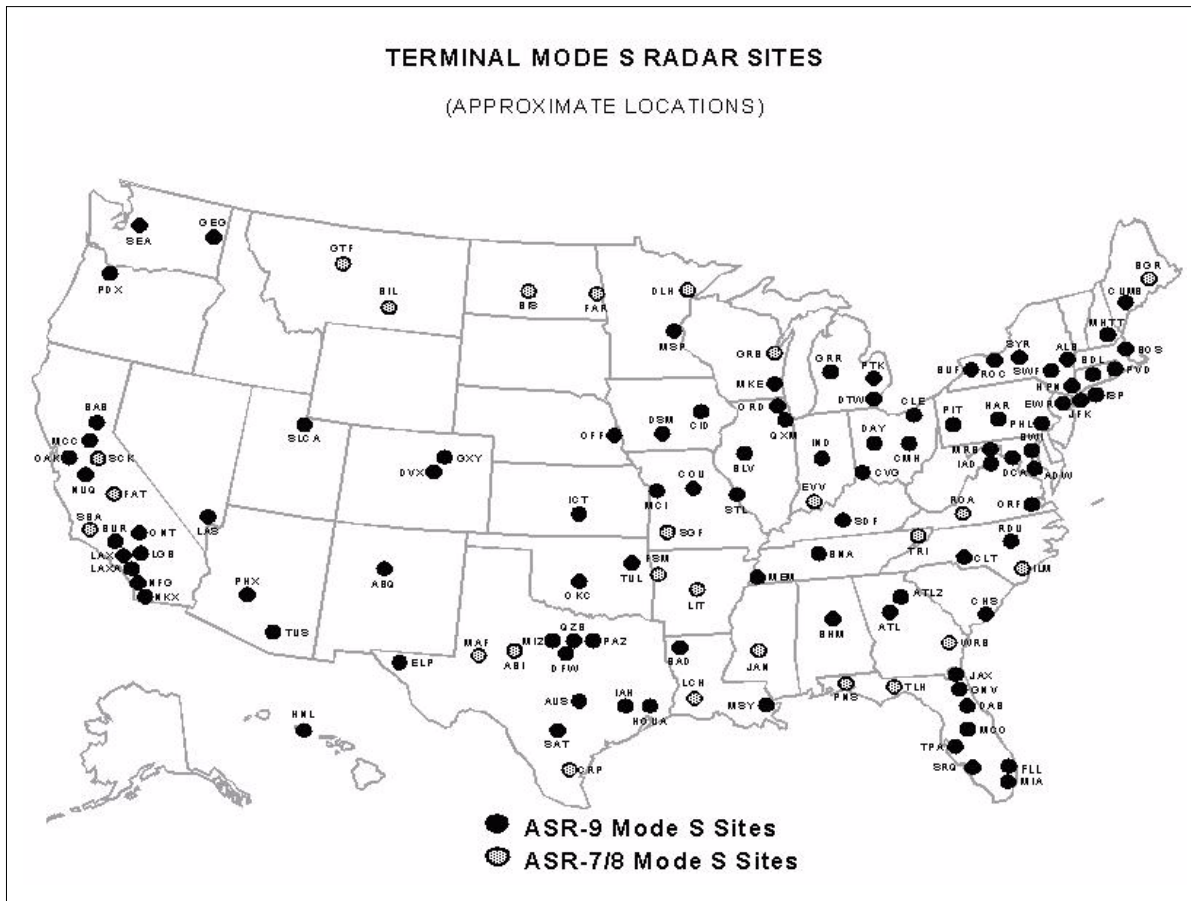 TERMINAL MODE S RADAR SITES
(APPROXIMATE LOCATIONS)
SEA
GEG
PDX
GTF
BIL
BIS
FAR
DLH
MSP
GRB
MKE
GRR
PTK
DTW
ORD
QXM
BGR
CUMB
MHTT
BOS
ALB
SYR
BUF
ROC
SWF
BDL
PVD
HPN
EWR
JFK
ISP
BAB
MCC
OAK
SCK
NUQ
FAT
SBA
BUR
ONT
LAX
LGB
LAXA
NFG
NKX
LAS
SLCA
GXY
DVX
OFF
DSM
CID
BLV
STL
COU
MCI
SGF
ICT
IND
EVV
DAY
CMH
CVG
CLE
PIT
HAR
PHL
MRB
BWI
IAD
DCA
ADW
ROA
ORF
SDF
BNA
TRI
RDU
CLT
ILM
PHX
TUS
ABQ
ELP
TUL
OKC
FSM
LIT
MEM
MAF
ABI
MIZ
QZB
PAZ
DFW
AUS
IAH
HOUA
SAT
CRP
BAD
LCH
JAN
MSY
BHM
ATLZ
ATL
CHS
WRB
PNS
TLH
JAX
GNV
DAB
MCO
TPA
SRQ
FLL
MIA
HNL
ASR-9 Mode S Sites
ASR-7/8 Mode S Sites